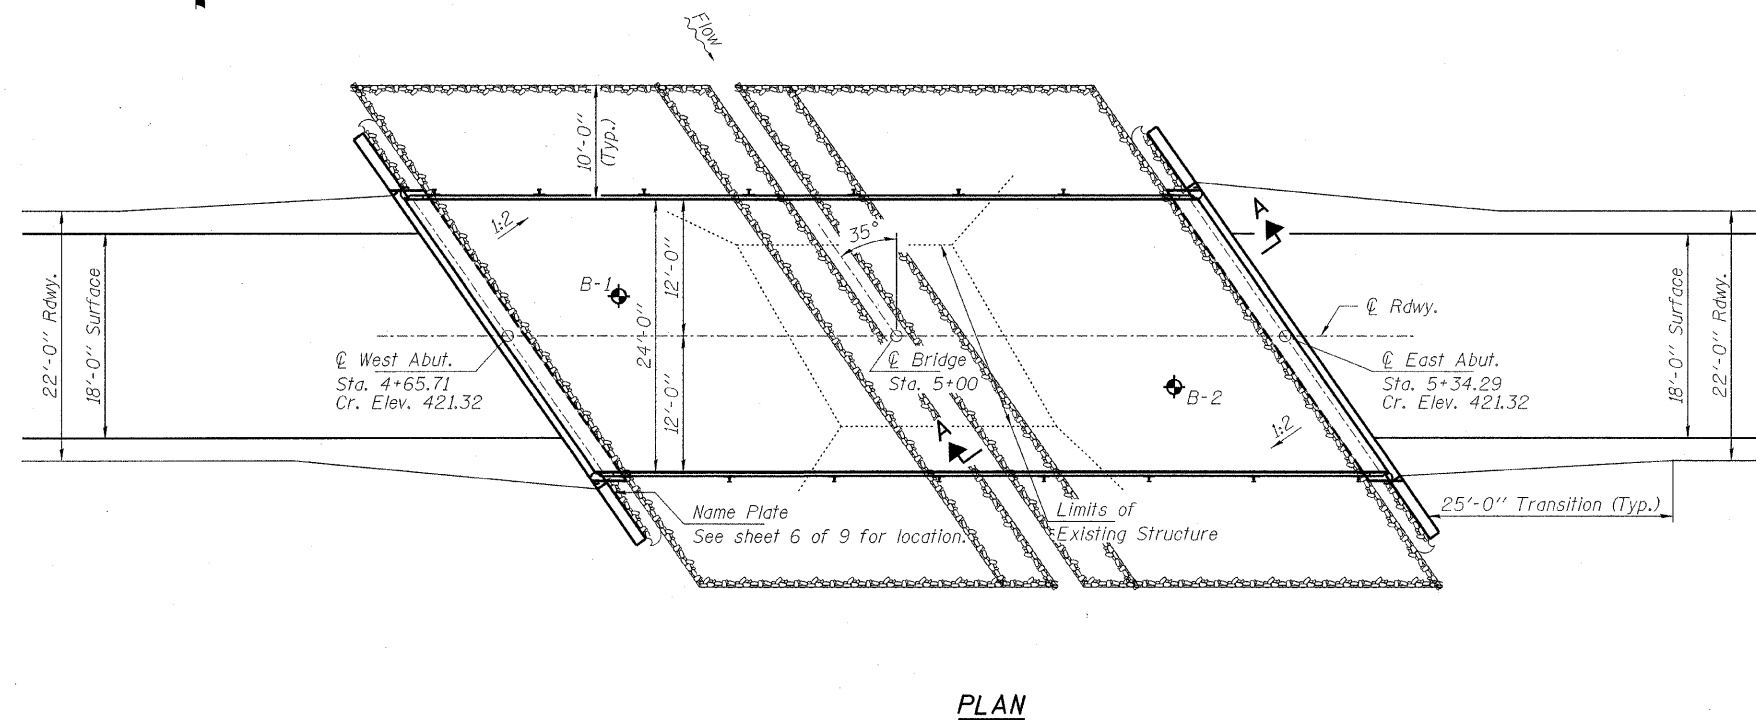 Flow
10'-0"
(Typ.)
1:2
35°
A
B-1
12'-0"
24'-0"
12'-0"
22'-0" Rdwy.
18'-0" Surface
℄ West Abut.
Sta. 4+65.71
Cr. Elev. 421.32
℄ Bridge
Sta. 5+00
℄ Rdwy.
℄ East Abut.
Sta. 5+34.29
Cr. Elev. 421.32
18'-0" Surface
22'-0" Rdwy.
B-2
1:2
A
Name Plate
See sheet 6 of 9 for location.
Limits of
Existing Structure
25'-0" Transition (Typ.)
PLAN